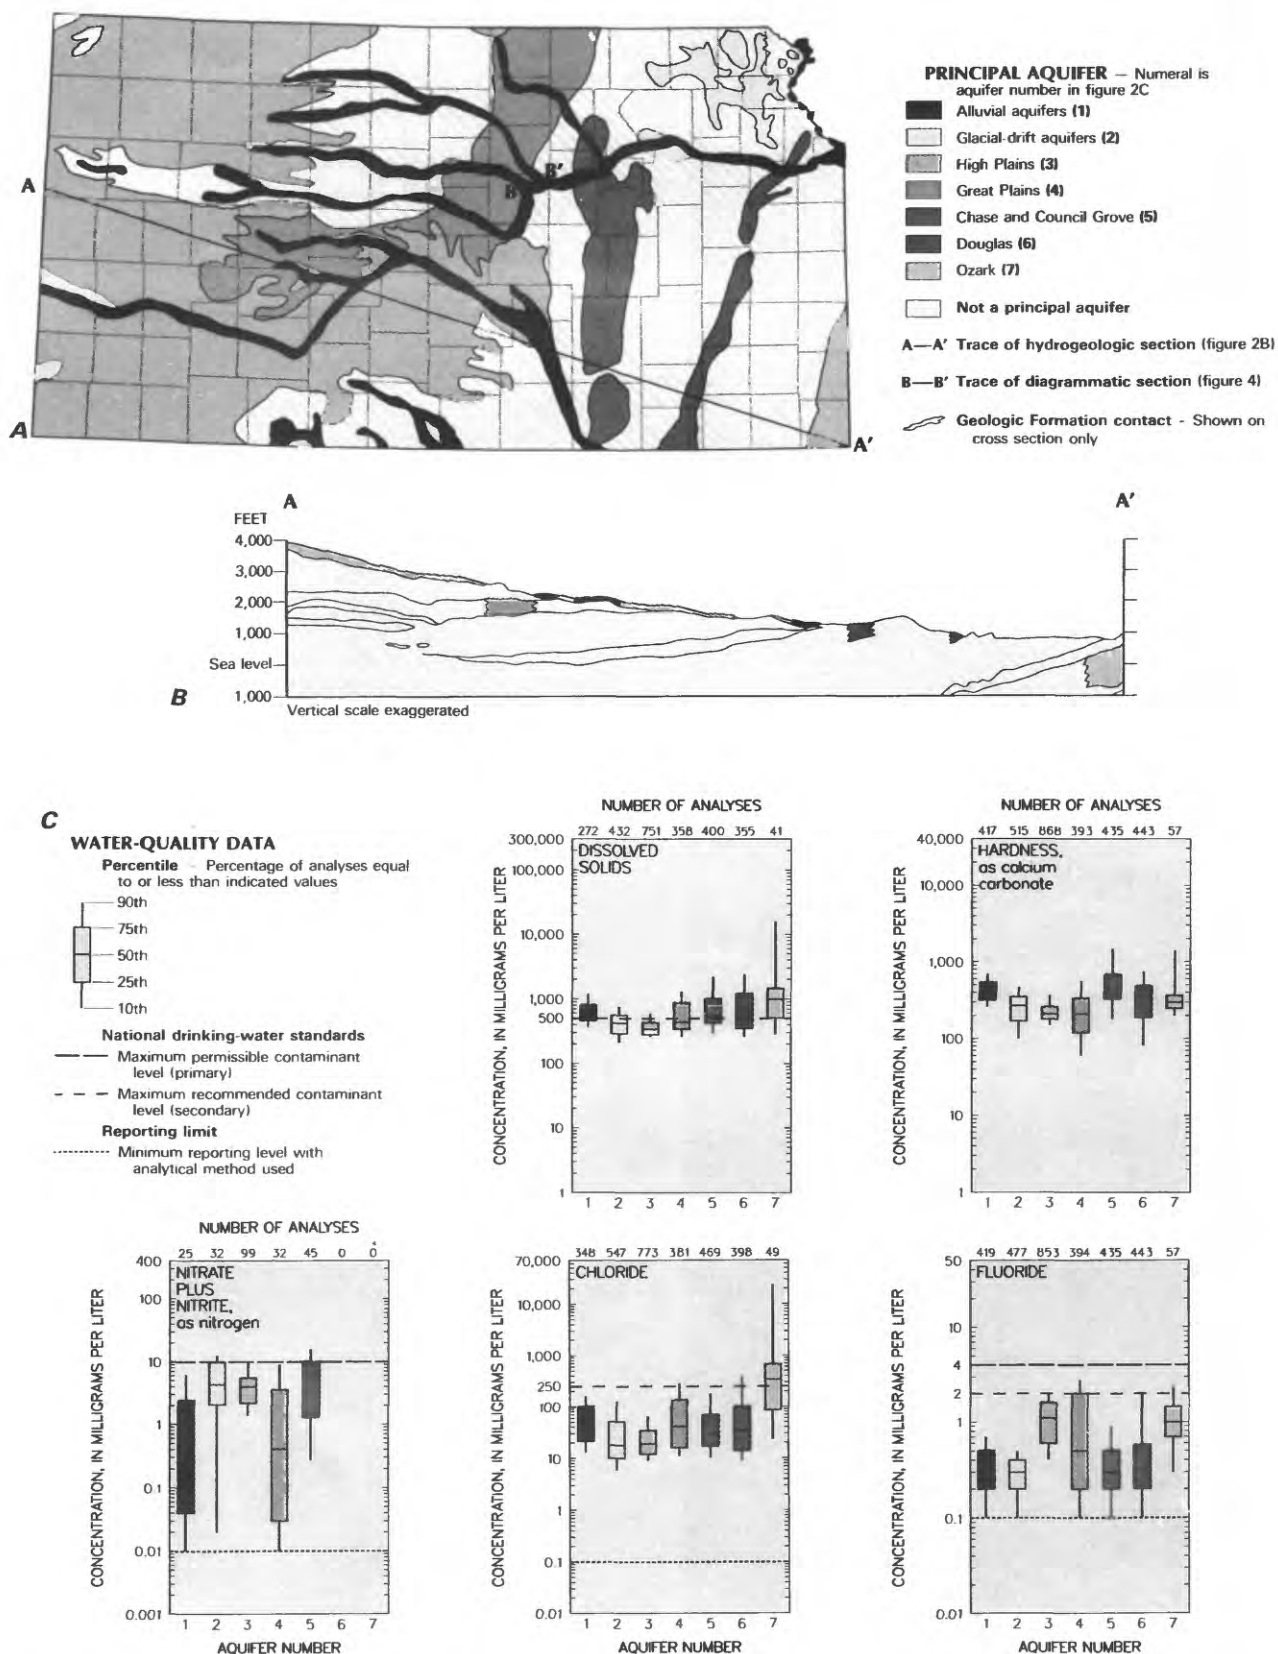 PRINCIPAL AQUIFER — Numeral is
aquifer number in figure 2C
Alluvial aquifers (1)
Glacial-drift aquifers (2)
High Plains (3)
Great Plains (4)
Chase and Council Grove (5)
Douglas (6)
Ozark (7)
Not a principal aquifer
A—A' Trace of hydrogeologic section (figure 2B)
B—B' Trace of diagrammatic section (figure 4)
Geologic Formation contact - Shown on
cross section only
A
B
B'
A
A'
A
A'
FEET
4,000
3,000
2,000
1,000
Sea level
1,000
B
Vertical scale exaggerated
C
WATER-QUALITY DATA
Percentile - Percentage of analyses equal
to or less than indicated values
90th
75th
50th
25th
10th
National drinking-water standards
Maximum permissible contaminant
level (primary)
Maximum recommended contaminant
level (secondary)
Reporting limit
Minimum reporting level with
analytical method used
NUMBER OF ANALYSES
272 432 751 358 400 355 41
DISSOLVED
SOLIDS
CONCENTRATION, IN MILLIGRAMS PER LITER
300,000
100,000
10,000
1,000
500
100
10
1
1 2 3 4 5 6 7
NUMBER OF ANALYSES
417 515 868 393 435 443 57
HARDNESS,
as calcium
carbonate
CONCENTRATION, IN MILLIGRAMS PER LITER
40,000
10,000
1,000
100
10
1
1 2 3 4 5 6 7
NUMBER OF ANALYSES
25 32 99 32 45 0 0
NITRATE
PLUS
NITRITE,
as nitrogen
CONCENTRATION, IN MILLIGRAMS PER LITER
400
100
10
1
0.1
0.01
0.001
1 2 3 4 5 6 7
AQUIFER NUMBER
348 547 773 381 469 398 49
CHLORIDE
CONCENTRATION, IN MILLIGRAMS PER LITER
70,000
10,000
1,000
250
100
10
1
0.1
0.01
1 2 3 4 5 6 7
AQUIFER NUMBER
419 477 853 394 435 443 57
FLUORIDE
CONCENTRATION, IN MILLIGRAMS PER LITER
50
10
4
2
1
0.1
0.01
1 2 3 4 5 6 7
AQUIFER NUMBER